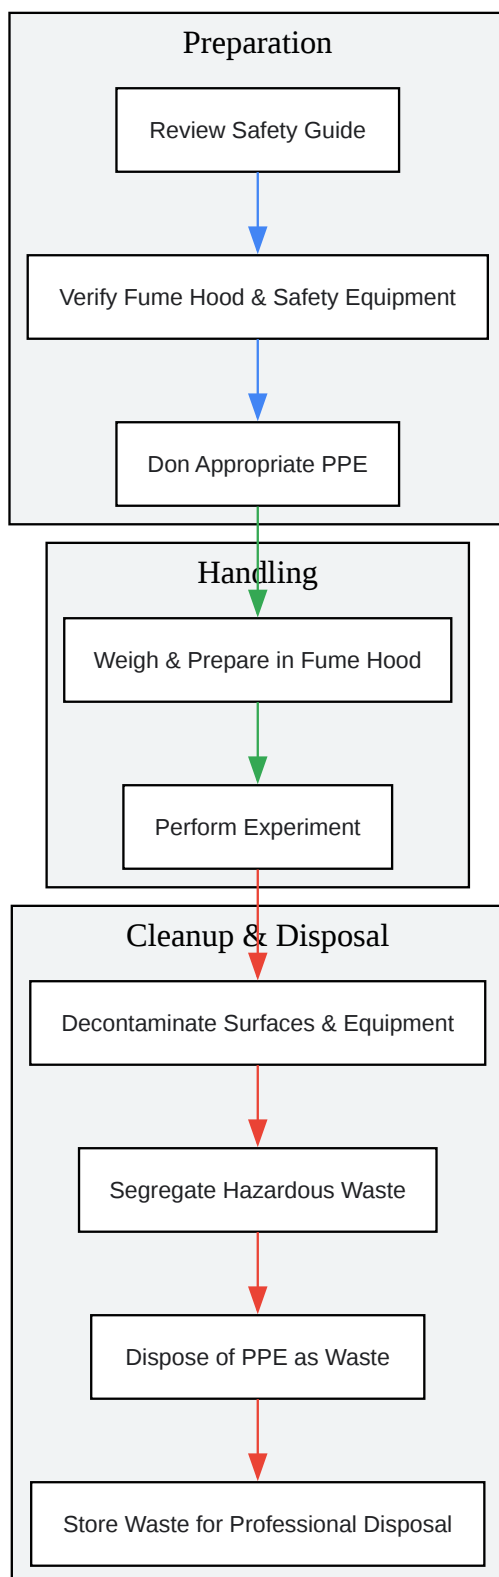 Preparation
Review Safety Guide
Verify Fume Hood & Safety Equipment
Don Appropriate PPE
Handling
Weigh & Prepare in Fume Hood
Perform Experiment
Cleanup & Disposal
Decontaminate Surfaces & Equipment
Segregate Hazardous Waste
Dispose of PPE as Waste
Store Waste for Professional Disposal